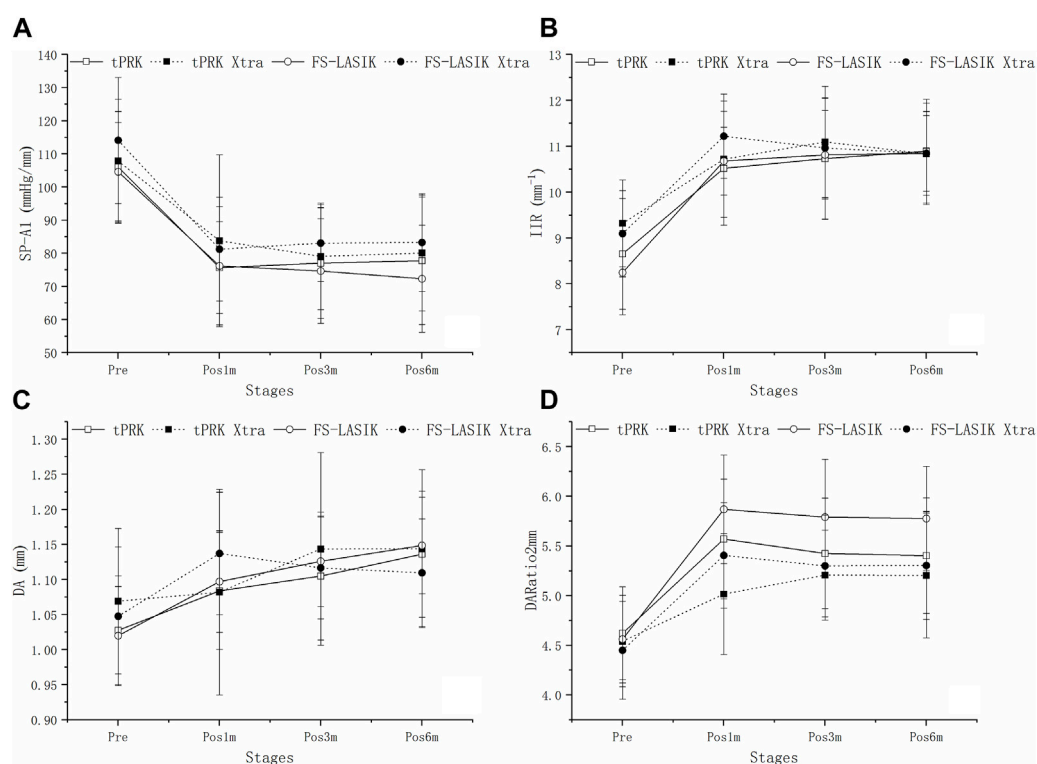 A
tPRK tPRK Xtra FS-LASIK FS-LASIK Xtra
140
130
120
110
100
90
80
70
60
50
SP-A1 (mmHg/mm)
Pre Pos1m Pos3m Pos6m
Stages
B
tPRK tPRK Xtra FS-LASIK FS-LASIK Xtra
13
12
11
10
9
8
7
IIR (mm⁻¹)
Pre Pos1m Pos3m Pos6m
Stages
C
tPRK tPRK Xtra FS-LASIK FS-LASIK Xtra
1.30
1.25
1.20
1.15
1.10
1.05
1.00
0.95
0.90
DA (mm)
Pre Pos1m Pos3m Pos6m
Stages
D
tPRK tPRK Xtra FS-LASIK FS-LASIK Xtra
6.5
6.0
5.5
5.0
4.5
4.0
DARatio2mm
Pre Pos1m Pos3m Pos6m
Stages